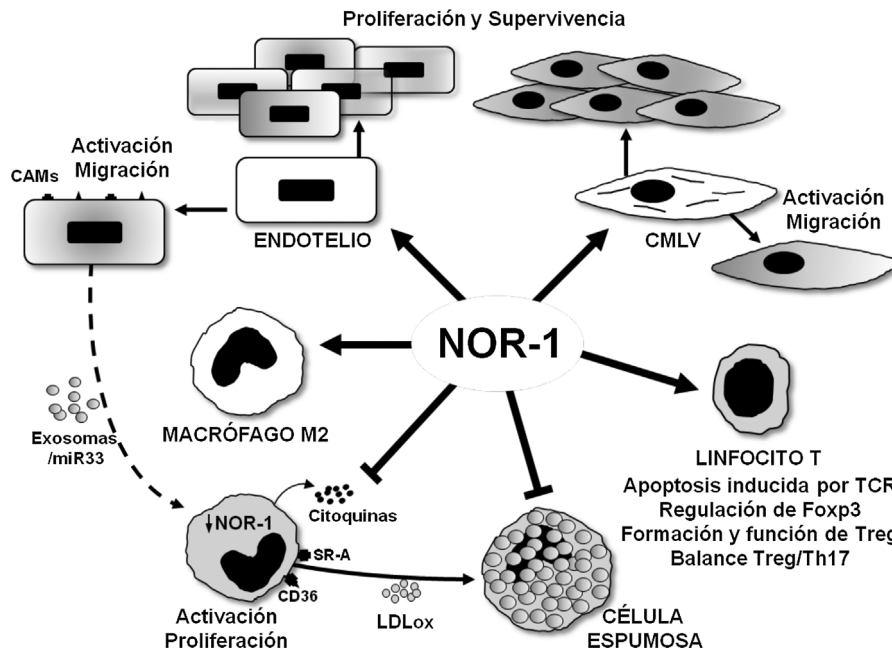 Proliferación y Supervivencia
Activación
Migración
CAMs
ENDOTELIO
CMLV
Activación
Migración
NOR-1
MACRÓFAGO M2
Exosomas
/miR33
LINFOCITO T
Apoptosis inducida por TCR
Regulación de Foxp3
Formación y función de Treg
Balance Treg/Th17
↓NOR-1
Citoquinas
SR-A
CD36
LDLox
Activación
Proliferación
CÉLULA
ESPUMOSA